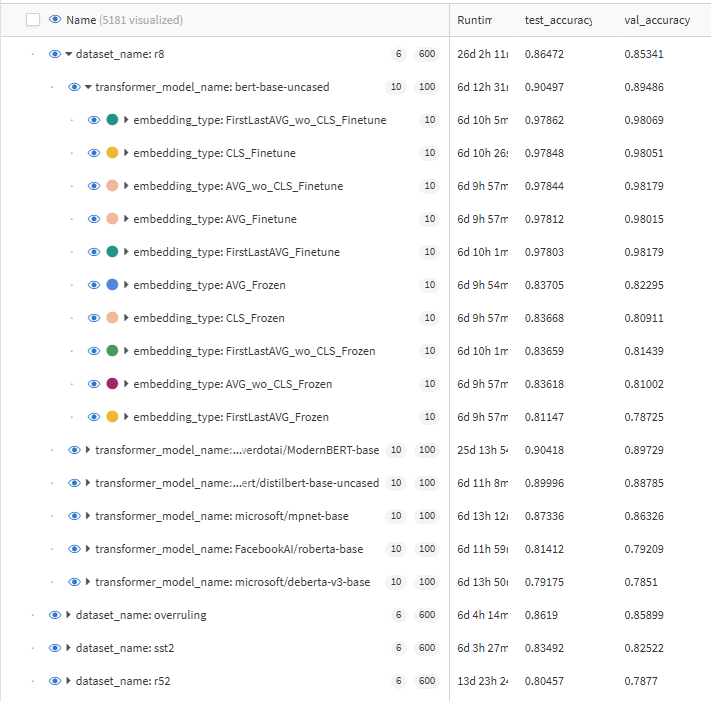 Name (5181 visualized) Runtim test_accuracy val_accuracy
dataset_name: r8 6 600 26d 2h 11m 0.86472 0.85341
transformer_model_name: bert-base-uncased 10 100 6d 12h 31m 0.90497 0.89486
embedding_type: FirstLastAVG_wo_CLS_Finetune 10 6d 10h 5m 0.97862 0.98069
embedding_type: CLS_Finetune 10 6d 10h 26s 0.97848 0.98051
embedding_type: AVG_wo_CLS_Finetune 10 6d 9h 57m 0.97844 0.98179
embedding_type: AVG_Finetune 10 6d 9h 57m 0.97812 0.98015
embedding_type: FirstLastAVG_Finetune 10 6d 10h 1m 0.97803 0.98179
embedding_type: AVG_Frozen 10 6d 9h 54m 0.83705 0.82295
embedding_type: CLS_Frozen 10 6d 9h 57m 0.83668 0.80911
embedding_type: FirstLastAVG_wo_CLS_Frozen 10 6d 10h 1m 0.83659 0.81439
embedding_type: AVG_wo_CLS_Frozen 10 6d 9h 57m 0.83618 0.81002
embedding_type: FirstLastAVG_Frozen 10 6d 9h 57m 0.81147 0.78725
transformer_model_name:...verdotai/ModernBERT-base 10 100 25d 13h 54 0.90418 0.89729
transformer_model_name:...ert/distilbert-base-uncased 10 100 6d 11h 8m 0.89996 0.88785
transformer_model_name: microsoft/mpnet-base 10 100 6d 13h 12m 0.87336 0.86326
transformer_model_name: FacebookAI/roberta-base 10 100 6d 11h 59m 0.81412 0.79209
transformer_model_name: microsoft/deberta-v3-base 10 100 6d 13h 50m 0.79175 0.7851
dataset_name: overruling 6 600 6d 4h 14m 0.8619 0.85899
dataset_name: sst2 6 600 6d 3h 27m 0.83492 0.82522
dataset_name: r52 6 600 13d 23h 24 0.80457 0.7877